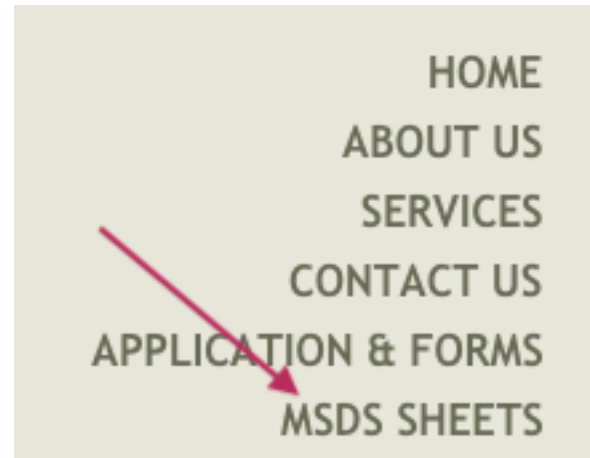 HOME
ABOUT US
SERVICES
CONTACT US
APPLICATION & FORMS
MSDS SHEETS